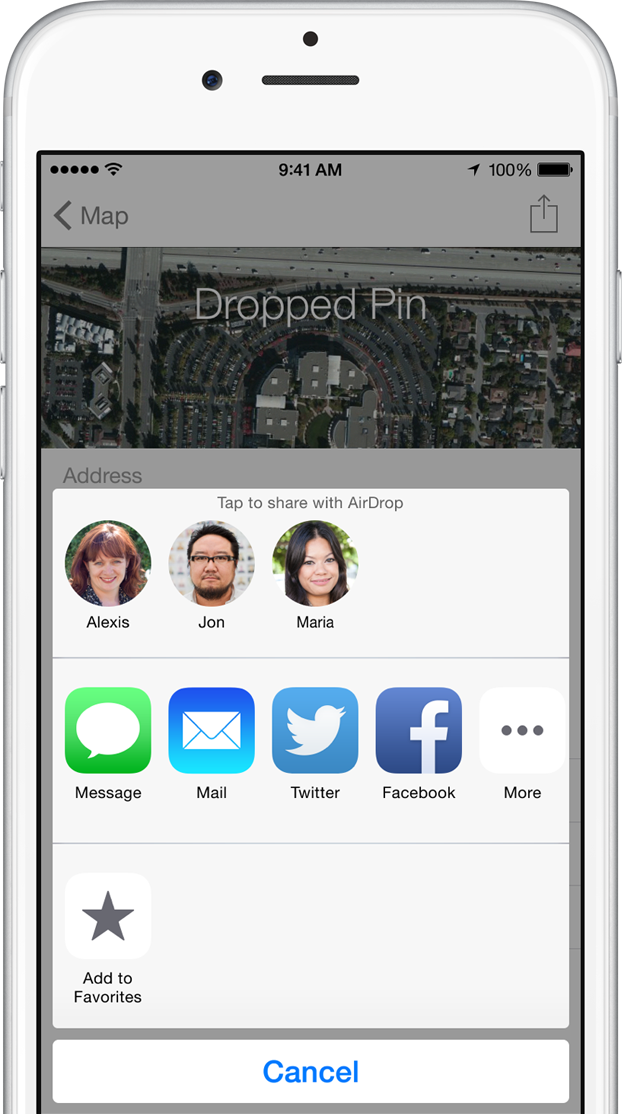 9:41 AM
100%
Map
Dropped Pin
Address
Tap to share with AirDrop
Alexis
Jon
Maria
Message
Mail
Twitter
Facebook
More
Add to
Favorites
Cancel